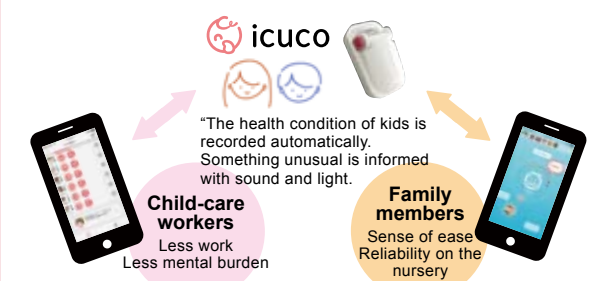 icuco
“The health condition of kids is
recorded automatically.
Something unusual is informed
with sound and light.
Child-care
workers
Less work
Less mental burden
Family
members
Sense of ease
Reliability on the
nursery